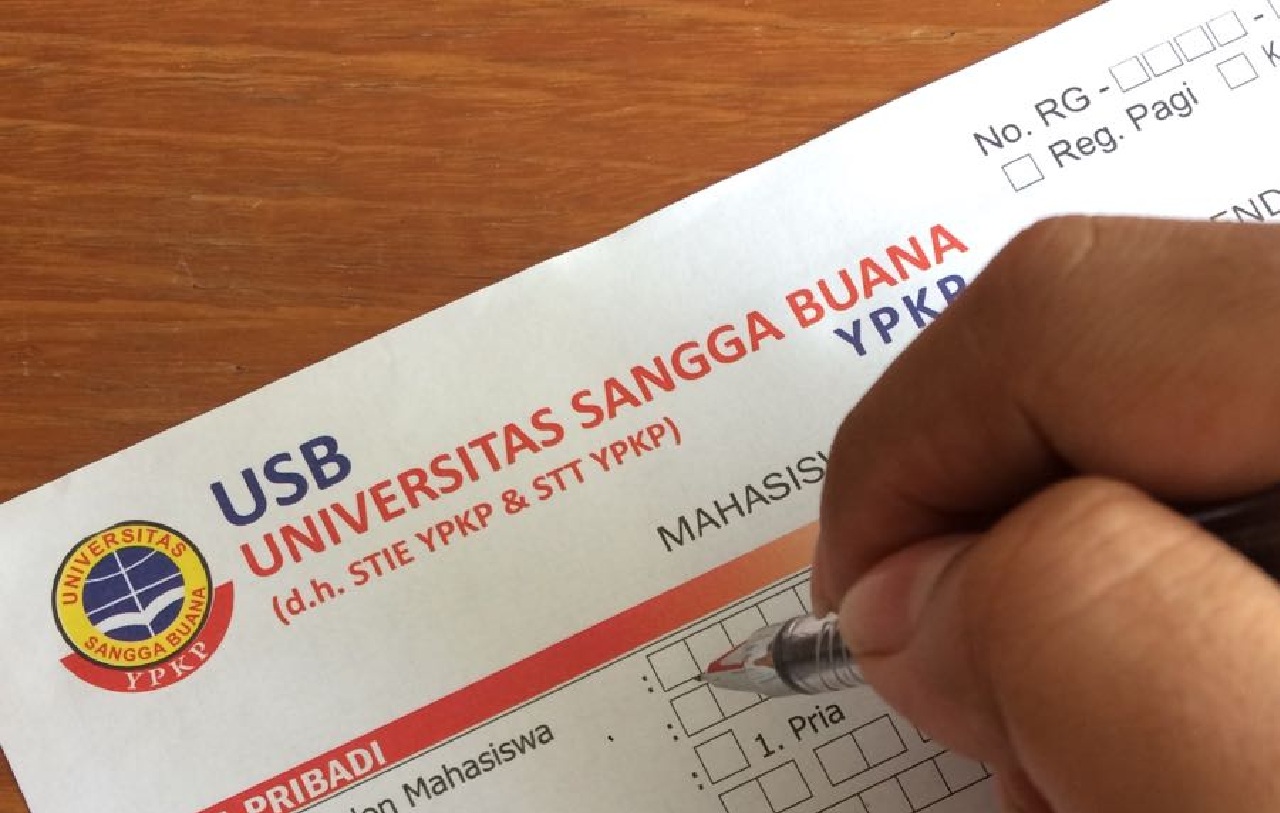 No. RG -
Reg. Pagi
USB
UNIVERSITAS SANGGA BUANA
YPKP
(d.h. STIE YPKP & STT YPKP)
UNIVERSITAS
SANGGA BUANA
YPKP
PRIBADI
Mahasiswa
:
:
: 1. Pria
: